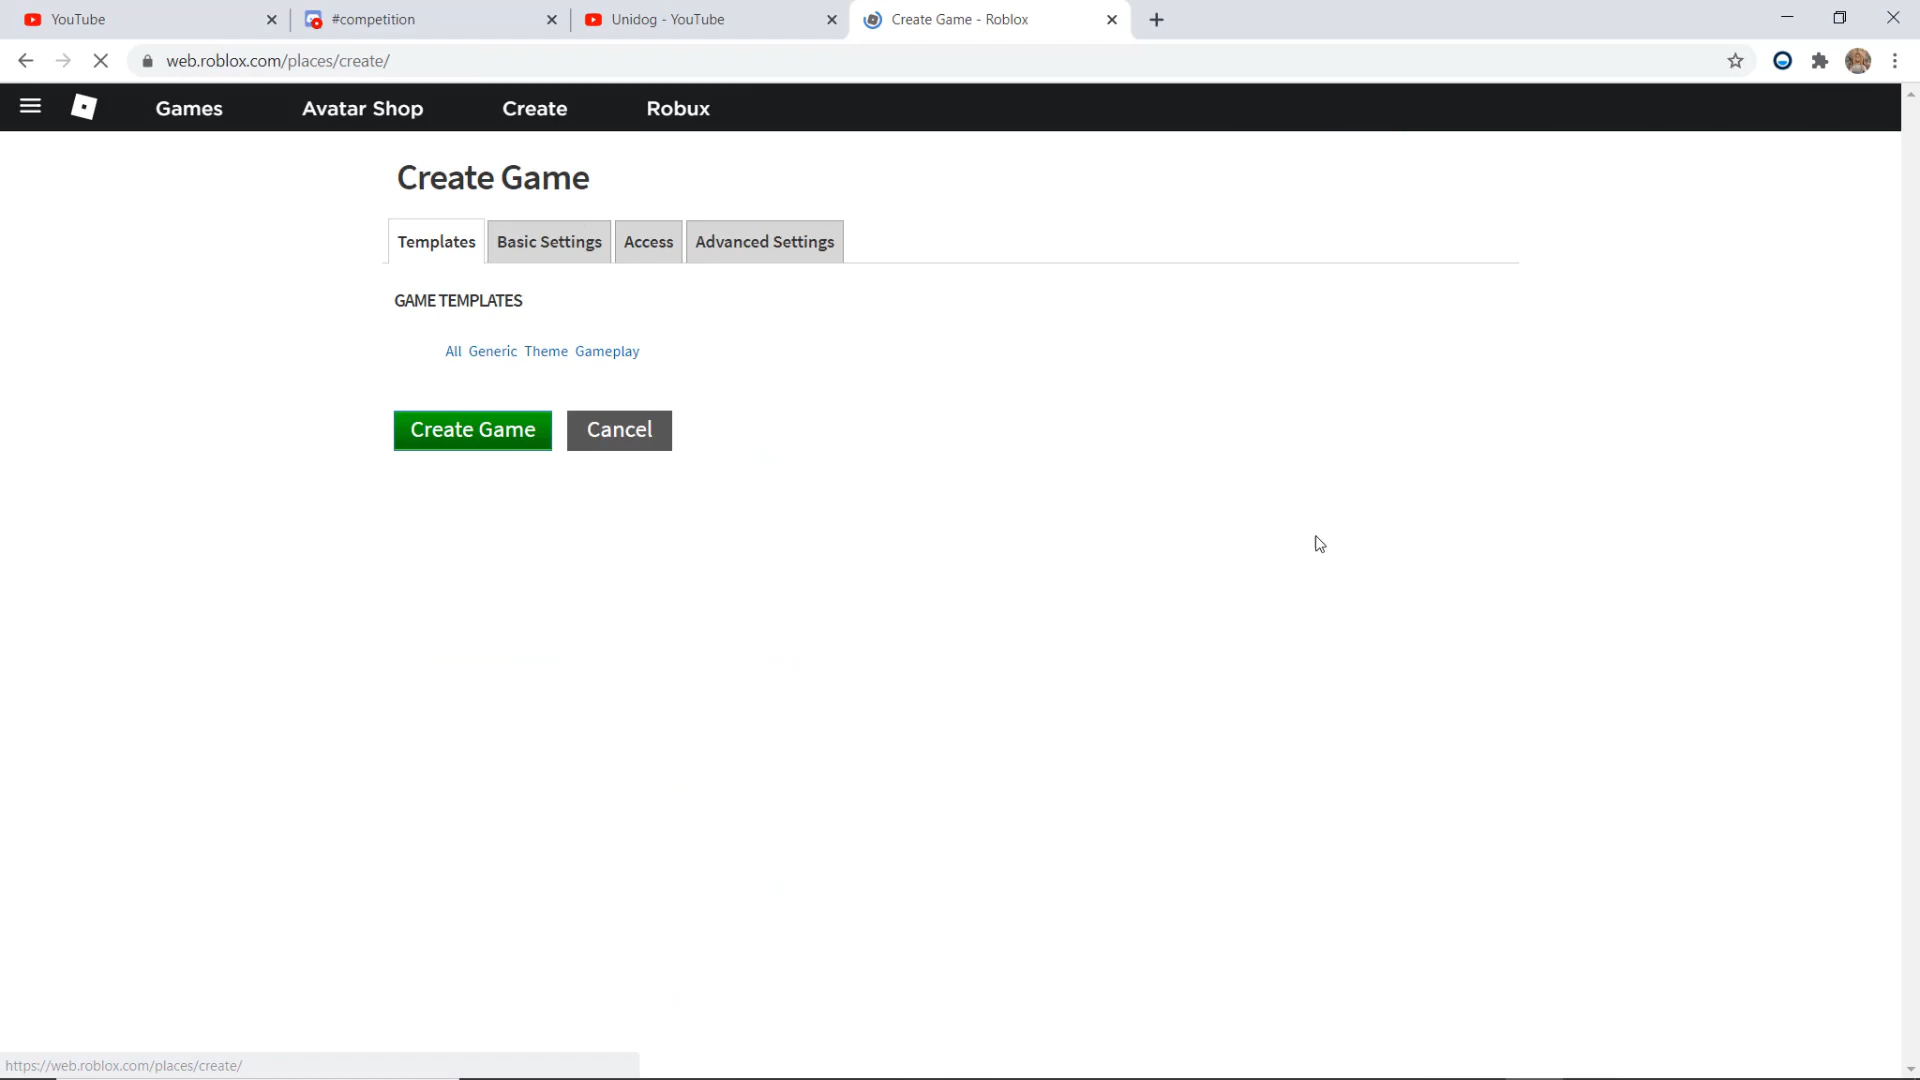 YouTube
#competition
Unidog - YouTube
Create Game - Roblox
web.roblox.com/places/create/
Games Avatar Shop Create Robux
Create Game
Templates Basic Settings Access Advanced Settings
GAME TEMPLATES
All Generic Theme Gameplay
Create Game Cancel
https://web.roblox.com/places/create/